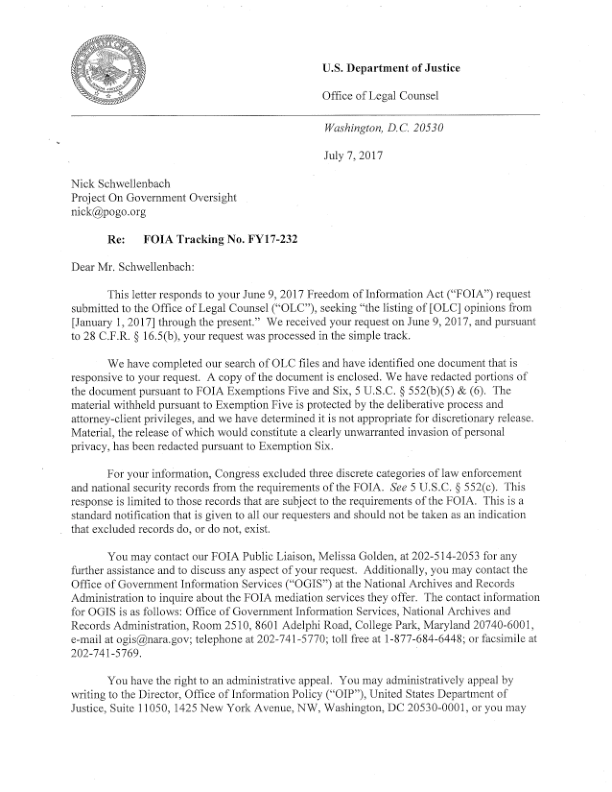 U.S. Department of Justice
Office of Legal Counsel
Washington, D.C. 20530
July 7, 2017
Nick Schwellenbach
Project On Government Oversight
nick@pogo.org
Re: FOIA Tracking No. FY17-232
Dear Mr. Schwellenbach:
This letter responds to your June 9, 2017 Freedom of Information Act (“FOIA”) request
submitted to the Office of Legal Counsel (“OLC”), seeking “the listing of [OLC] opinions from
[January 1, 2017] through the present.” We received your request on June 9, 2017, and pursuant
to 28 C.F.R. § 16.5(b), your request was processed in the simple track.
We have completed our search of OLC files and have identified one document that is
responsive to your request. A copy of the document is enclosed. We have redacted portions of
the document pursuant to FOIA Exemptions Five and Six, 5 U.S.C. § 552(b)(5) & (6). The
material withheld pursuant to Exemption Five is protected by the deliberative process and
attorney-client privileges, and we have determined it is not appropriate for discretionary release.
Material, the release of which would constitute a clearly unwarranted invasion of personal
privacy, has been redacted pursuant to Exemption Six.
For your information, Congress excluded three discrete categories of law enforcement
and national security records from the requirements of the FOIA. See 5 U.S.C. § 552(c). This
response is limited to those records that are subject to the requirements of the FOIA. This is a
standard notification that is given to all our requesters and should not be taken as an indication
that excluded records do, or do not, exist.
You may contact our FOIA Public Liaison, Melissa Golden, at 202-514-2053 for any
further assistance and to discuss any aspect of your request. Additionally, you may contact the
Office of Government Information Services (“OGIS”) at the National Archives and Records
Administration to inquire about the FOIA mediation services they offer. The contact information
for OGIS is as follows: Office of Government Information Services, National Archives and
Records Administration, Room 2510, 8601 Adelphi Road, College Park, Maryland 20740-6001,
e-mail at ogis@nara.gov; telephone at 202-741-5770; toll free at 1-877-684-6448; or facsimile at
202-741-5769.
You have the right to an administrative appeal. You may administratively appeal by
writing to the Director, Office of Information Policy (“OIP”), United States Department of
Justice, Suite 11050, 1425 New York Avenue, NW, Washington, DC 20530-0001, or you may